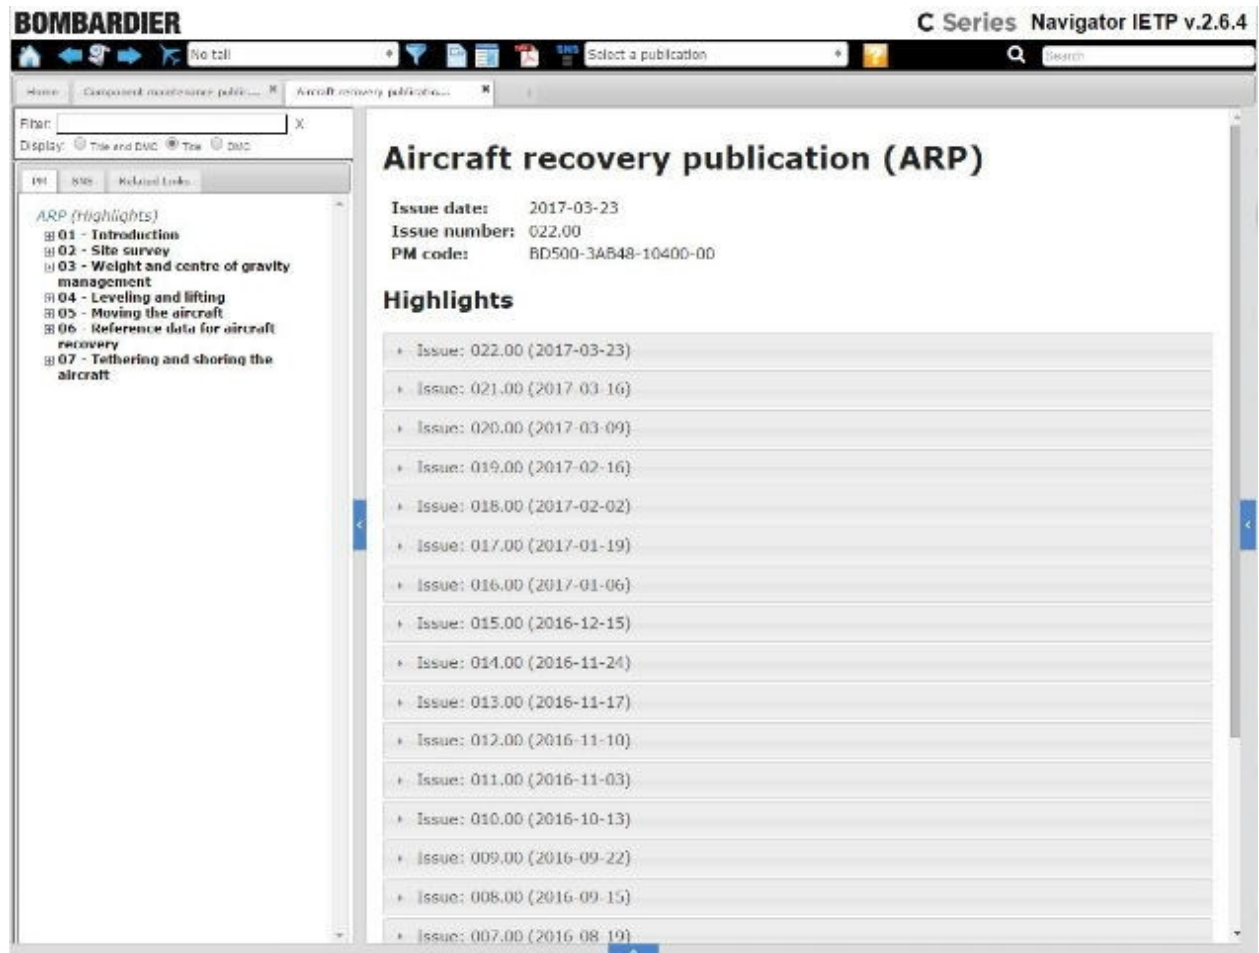 BOMBARDIER
C Series Navigator IETP v.2.6.4
No tail
SNS
Select a publication
?
Search
Home
Component maintenance public...
Aircraft recovery publicatio...
Filter:
X
Display: Title and DMC Title DMC
PM
SNS
Related Links
ARP (Highlights)
01 - Introduction
02 - Site survey
03 - Weight and centre of gravity
management
04 - Leveling and lifting
05 - Moving the aircraft
06 - Reference data for aircraft
recovery
07 - Tethering and shoring the
aircraft
Aircraft recovery publication (ARP)
Issue date: 2017-03-23
Issue number: 022.00
PM code: BD500-3AB48-10400-00
Highlights
Issue: 022.00 (2017-03-23)
Issue: 021.00 (2017-03-16)
Issue: 020.00 (2017-03-09)
Issue: 019.00 (2017-02-16)
Issue: 018.00 (2017-02-02)
Issue: 017.00 (2017-01-19)
Issue: 016.00 (2017-01-06)
Issue: 015.00 (2016-12-15)
Issue: 014.00 (2016-11-24)
Issue: 013.00 (2016-11-17)
Issue: 012.00 (2016-11-10)
Issue: 011.00 (2016-11-03)
Issue: 010.00 (2016-10-13)
Issue: 009.00 (2016-09-22)
Issue: 008.00 (2016-09-15)
Issue: 007.00 (2016-08-19)